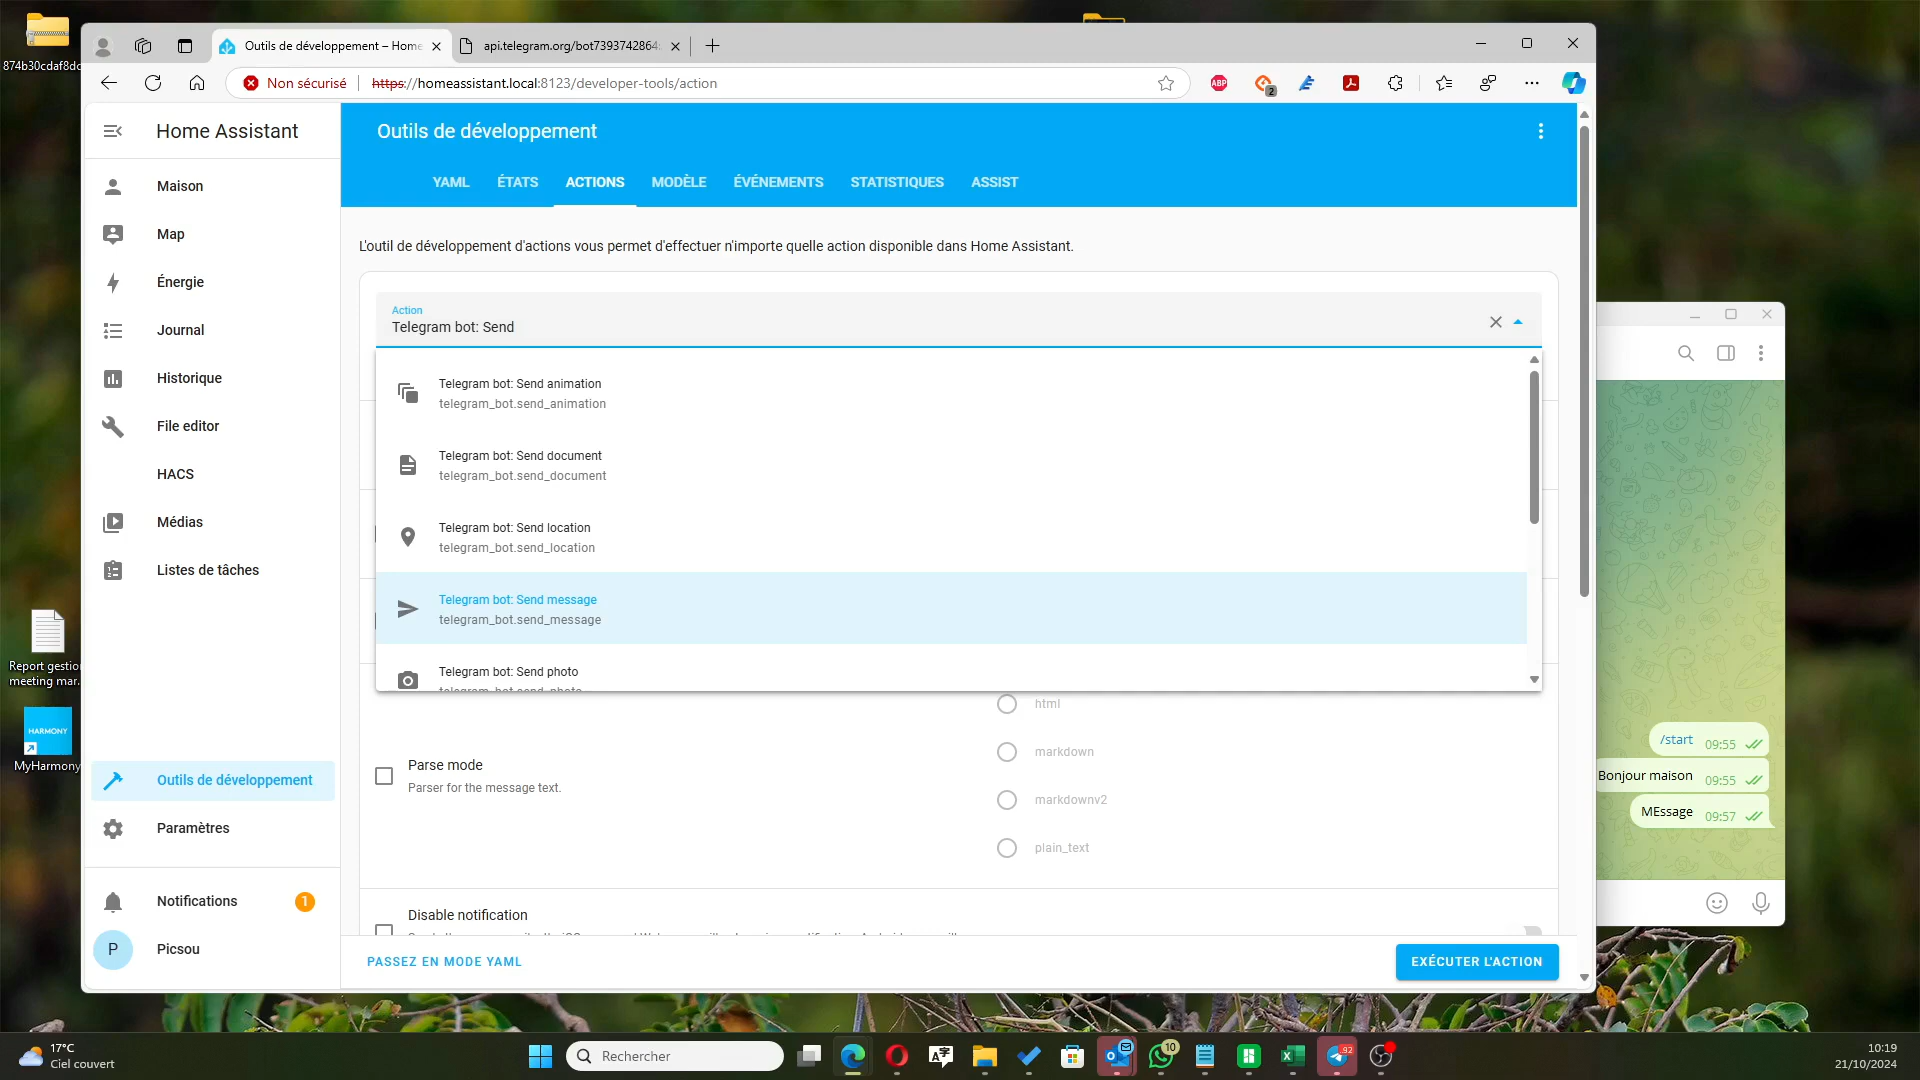 874b30cdaf8dc
Outils de développement – Home
api.telegram.org/bot7393742864:
Non sécurisé
https://homeassistant.local:8123/developer-tools/action
ABP
2
Home Assistant
Maison
Map
Énergie
Journal
Historique
File editor
HACS
Médias
Listes de tâches
Outils de développement
Paramètres
Notifications
1
P
Picsou
Outils de développement
YAML
ÉTATS
ACTIONS
MODÈLE
ÉVÉNEMENTS
STATISTIQUES
ASSIST
L'outil de développement d'actions vous permet d'effectuer n'importe quelle action disponible dans Home Assistant.
Action
Telegram bot: Send
Telegram bot: Send animation
telegram_bot.send_animation
Telegram bot: Send document
telegram_bot.send_document
Telegram bot: Send location
telegram_bot.send_location
Telegram bot: Send message
telegram_bot.send_message
Telegram bot: Send photo
telegram_bot.send_photo
html
markdown
Parse mode
Parser for the message text.
markdownv2
plain_text
Disable notification
PASSEZ EN MODE YAML
EXÉCUTER L'ACTION
/start 09:55
Bonjour maison 09:55
MEssage 09:57
Report gestio
meeting mar.
HARMONY
MyHarmony
17°C
Ciel couvert
Rechercher
10
92
10:19
21/10/2024